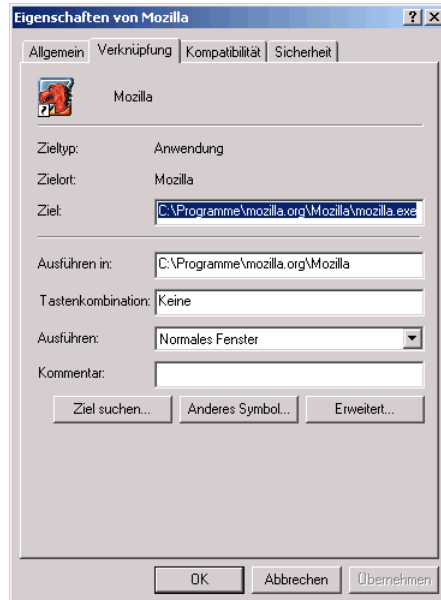 Eigenschaften von Mozilla
Allgemein Verknüpfung Kompatibilität Sicherheit
Mozilla
Zieltyp: Anwendung
Zielort: Mozilla
Ziel: C:\Programme\mozilla.org\Mozilla\mozilla.exe
Ausführen in: C:\Programme\mozilla.org\Mozilla
Tastenkombination: Keine
Ausführen: Normales Fenster
Kommentar:
Ziel suchen... Anderes Symbol... Erweitert...
OK Abbrechen Übernehmen